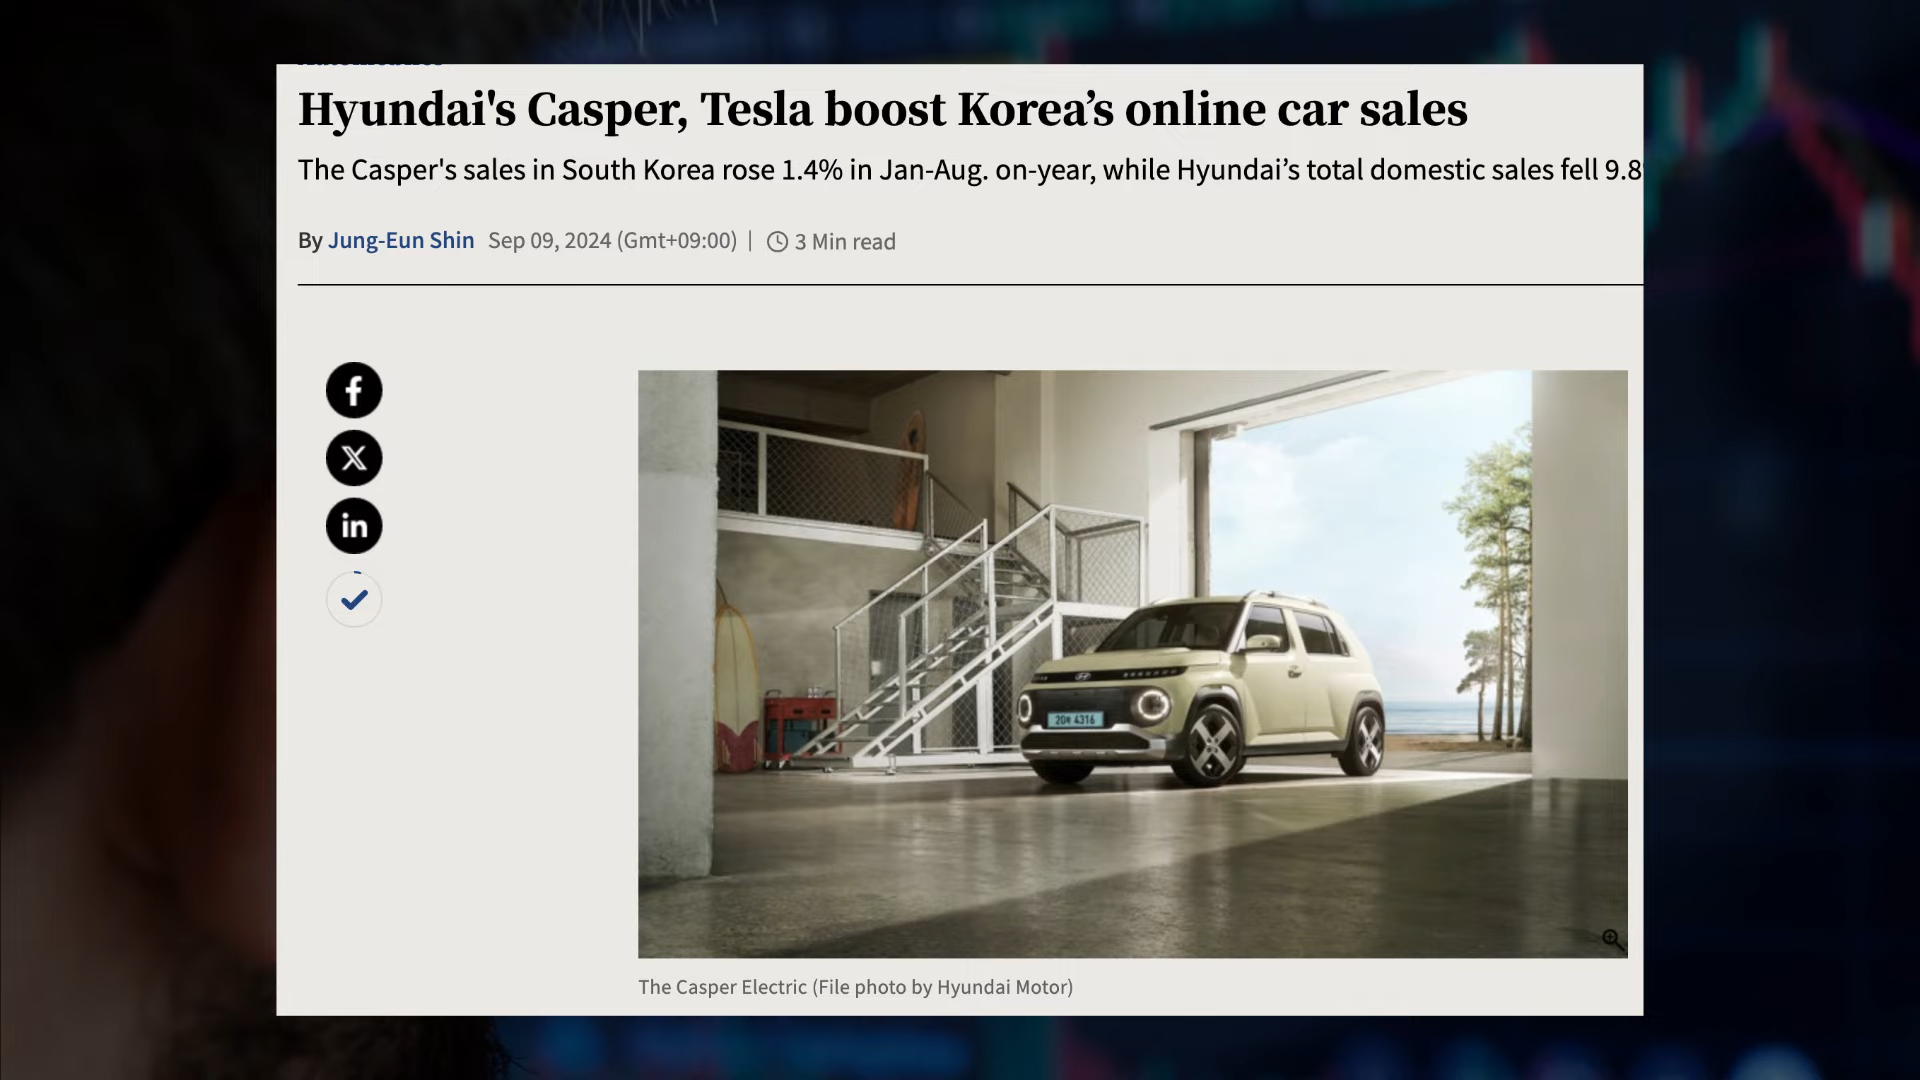 Hyundai's Casper, Tesla boost Korea’s online car sales
The Casper's sales in South Korea rose 1.4% in Jan-Aug. on-year, while Hyundai’s total domestic sales fell 9.8
By Jung-Eun Shin Sep 09, 2024 (Gmt+09:00) | 3 Min read
f
X
in
4316
The Casper Electric (File photo by Hyundai Motor)